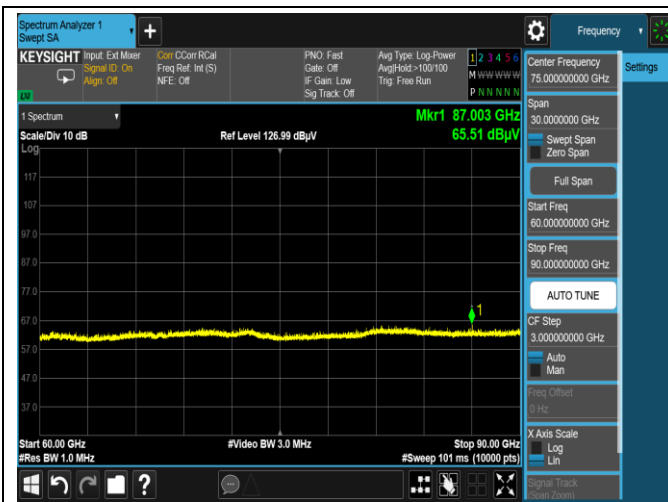 Spectrum Analyzer 1
Swept SA
+
Frequency
KEYSIGHT Input: Ext Mixer Corr CCorr RCal PNO: Fast Avg Type: Log-Power 1 2 3 4 5 6
Signal ID: On Freq Ref: Int (S) Gate: Off Avg|Hold:>100/100 M W W W W W
Align: Off NFE: Off IF Gain: Low Trig: Free Run
Sig Track: Off P N N N N N
LXI
Center Frequency
75.000000000 GHz
Settings
Span
30.0000000 GHz
Swept Span
Zero Span
Full Span
Start Freq
60.000000000 GHz
Stop Freq
90.000000000 GHz
AUTO TUNE
CF Step
3.000000000 GHz
Auto
Man
Freq Offset
0 Hz
X Axis Scale
Log
Lin
Signal Track
(Span Zoom)
1 Spectrum
Mkr1 87.003 GHz
Scale/Div 10 dB Ref Level 126.99 dBµV 65.51 dBµV
Log
117
107
97.0
87.0
77.0
67.0
57.0
47.0
37.0
1
Start 60.00 GHz #Video BW 3.0 MHz Stop 90.00 GHz
#Res BW 1.0 MHz #Sweep 101 ms (10000 pts)
?